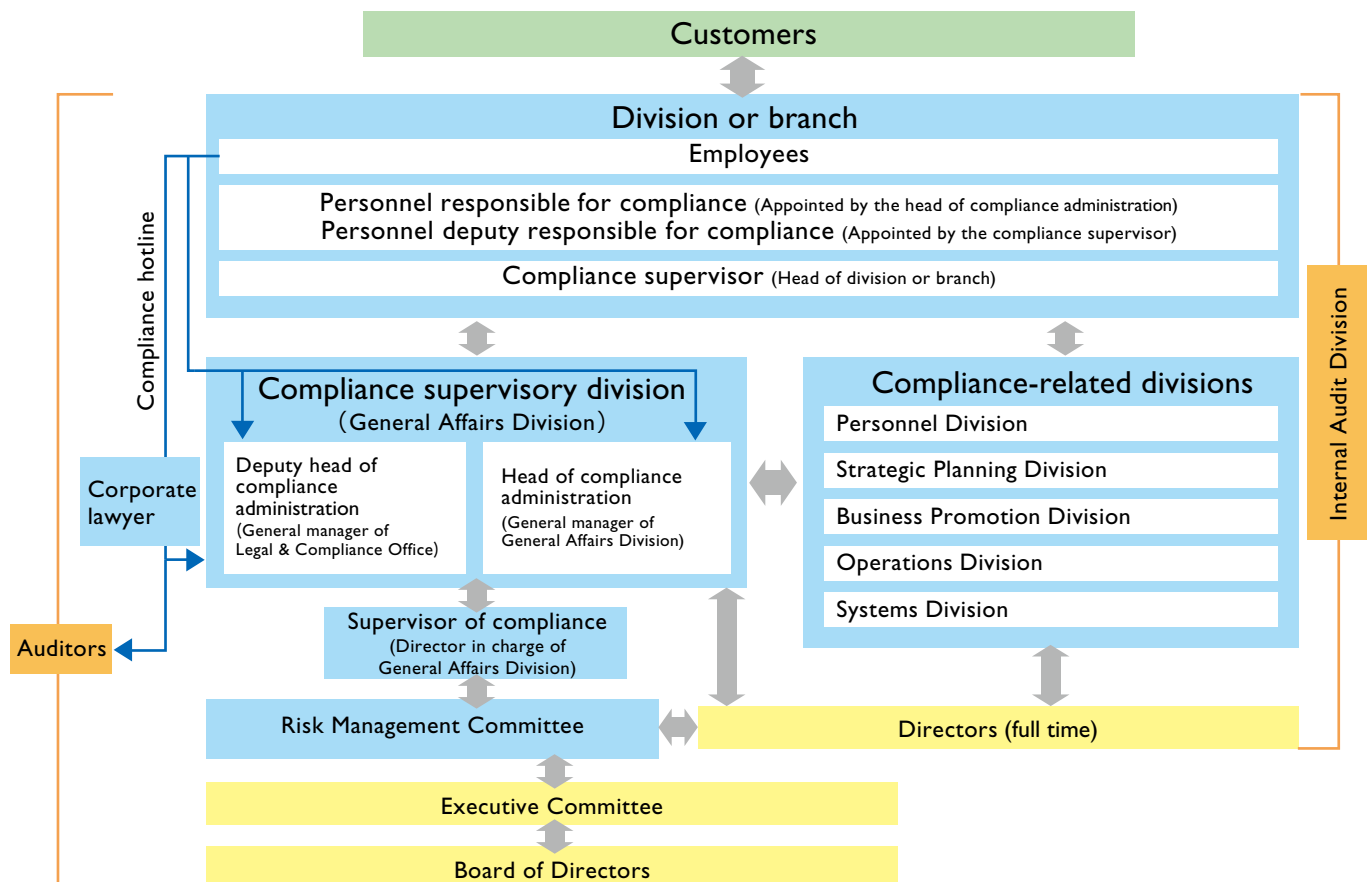 Customers
Division or branch
Employees
Personnel responsible for compliance (Appointed by the head of compliance administration)
Personnel deputy responsible for compliance (Appointed by the compliance supervisor)
Compliance supervisor (Head of division or branch)
Compliance hotline
Compliance supervisory division
(General Affairs Division)
Deputy head of
compliance
administration
(General manager of
Legal & Compliance Office)
Head of compliance
administration
(General manager of
General Affairs Division)
Compliance-related divisions
Personnel Division
Strategic Planning Division
Business Promotion Division
Operations Division
Systems Division
Internal Audit Division
Corporate
lawyer
Auditors
Supervisor of compliance
(Director in charge of
General Affairs Division)
Risk Management Committee
Directors (full time)
Executive Committee
Board of Directors